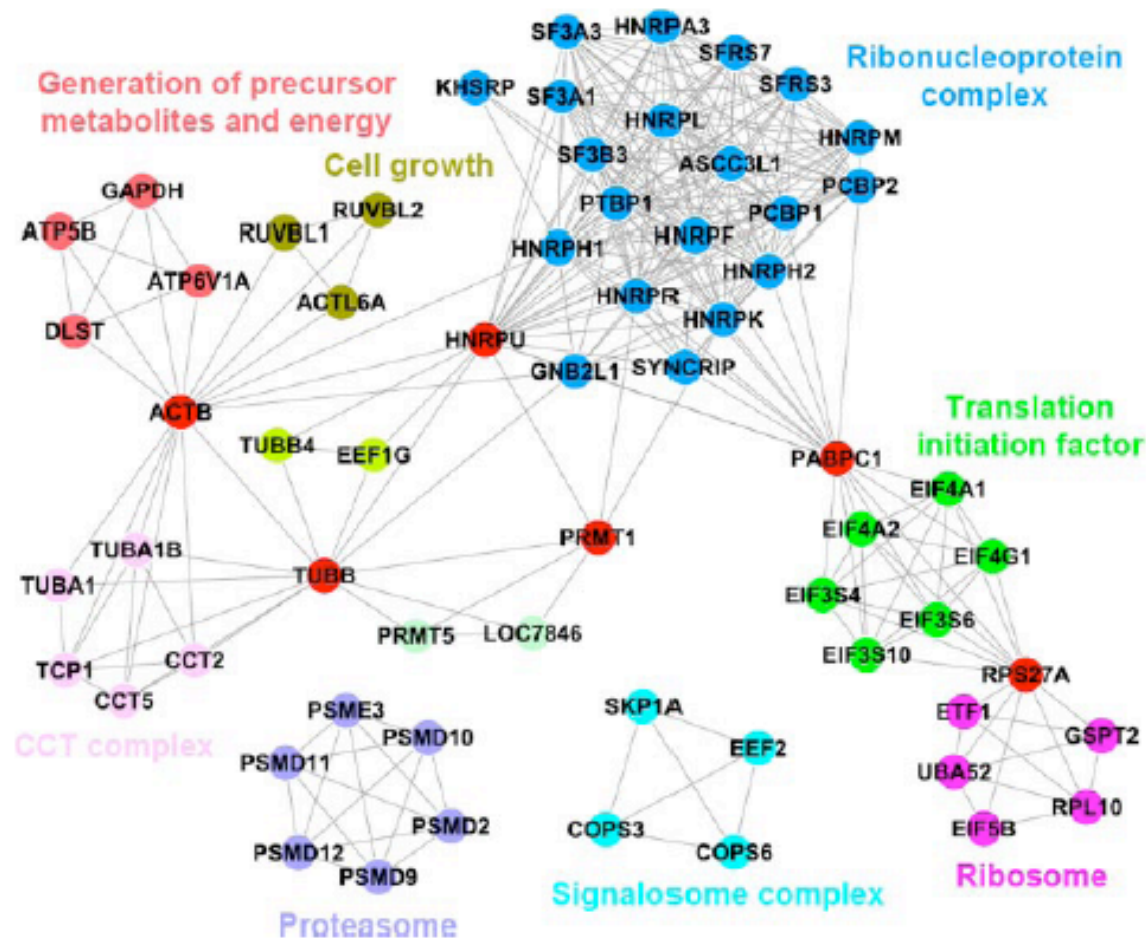 SF3A3
HNRPA3
SFRS7
Ribonucleoprotein
complex
Generation of precursor
metabolites and energy
KHSRP
SF3A1
SFRS3
HNRPL
HNRPM
Cell growth
SF3B3
ASCC3L1
PCBP2
GAPDH
RUVBL2
PTBP1
PCBP1
ATP5B
RUVBL1
HNRPH1
HNRPF
ATP6V1A
HNRPH2
ACTL6A
HNRPR
DLST
HNRPU
HNRPK
GNB2L1
SYNCRIP
ACTB
Translation
initiation factor
TUBB4
EEF1G
PABPC1
EIF4A1
EIF4A2
TUBA1B
PRMT1
EIF4G1
TUBA1
TUBB
EIF3S4
EIF3S6
PRMT5
LOC7846
EIF3S10
TCP1
CCT2
RPS27A
CCT5
CCT complex
PSME3
PSMD10
SKP1A
ETF1
GSPT2
PSMD11
EEF2
UBA52
RPL10
PSMD2
COPS3
EIF5B
PSMD12
PSMD9
COPS6
Ribosome
Signalosome complex
Proteasome